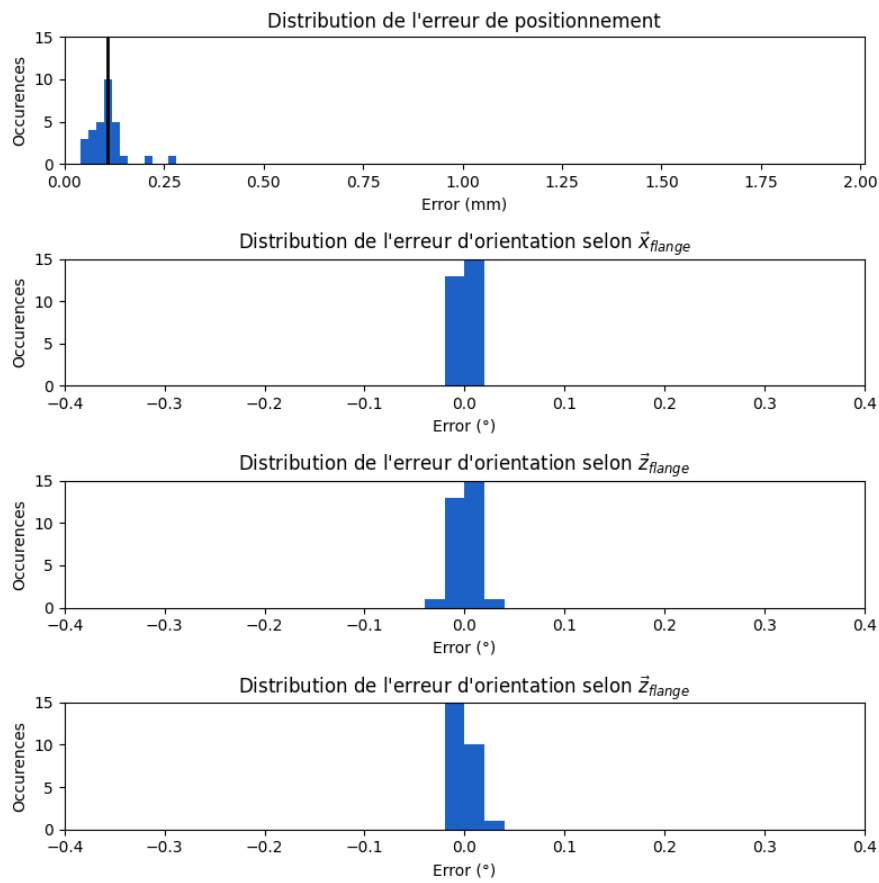 Distribution de l'erreur de positionnement
15
10
5
0
Occurences
0.00 0.25 0.50 0.75 1.00 1.25 1.50 1.75 2.00
Error (mm)
Distribution de l'erreur d'orientation selon $\vec{x}_{flange}$
15
10
5
0
Occurences
−0.4 −0.3 −0.2 −0.1 0.0 0.1 0.2 0.3 0.4
Error (°)
Distribution de l'erreur d'orientation selon $\vec{z}_{flange}$
15
10
5
0
Occurences
−0.4 −0.3 −0.2 −0.1 0.0 0.1 0.2 0.3 0.4
Error (°)
Distribution de l'erreur d'orientation selon $\vec{z}_{flange}$
15
10
5
0
Occurences
−0.4 −0.3 −0.2 −0.1 0.0 0.1 0.2 0.3 0.4
Error (°)